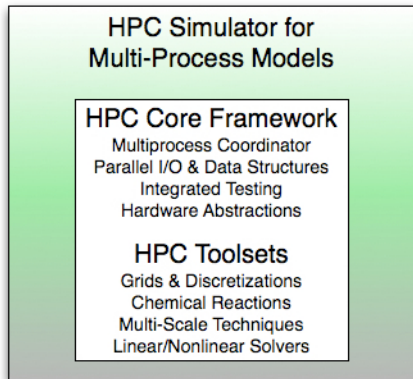 HPC Simulator for
Multi-Process Models
HPC Core Framework
Multiprocess Coordinator
Parallel I/O & Data Structures
Integrated Testing
Hardware Abstractions
HPC Toolsets
Grids & Discretizations
Chemical Reactions
Multi-Scale Techniques
Linear/Nonlinear Solvers